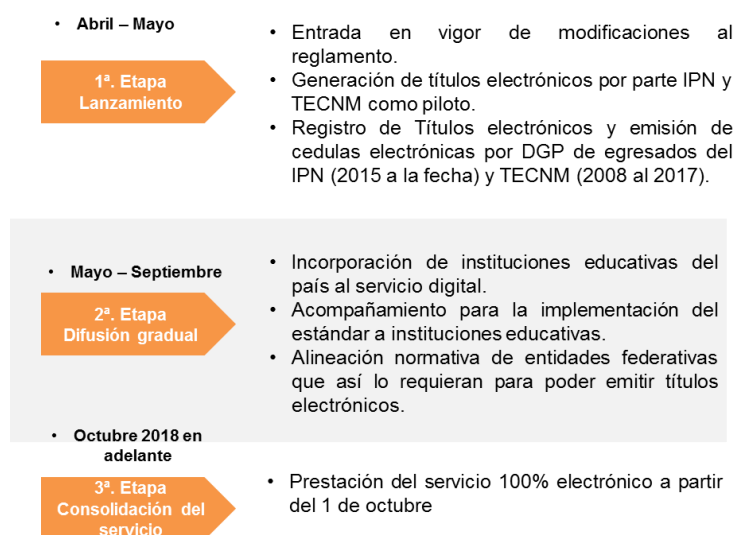 • Abril – Mayo
1ª. Etapa
Lanzamiento
• Entrada en vigor de modificaciones al
reglamento.
• Generación de títulos electrónicos por parte IPN y
TECNM como piloto.
• Registro de Títulos electrónicos y emisión de
cedulas electrónicas por DGP de egresados del
IPN (2015 a la fecha) y TECNM (2008 al 2017).
• Mayo – Septiembre
2ª. Etapa
Difusión gradual
• Incorporación de instituciones educativas del
país al servicio digital.
• Acompañamiento para la implementación del
estándar a instituciones educativas.
• Alineación normativa de entidades federativas
que así lo requieran para poder emitir títulos
electrónicos.
• Octubre 2018 en
adelante
3ª. Etapa
Consolidación del
servicio
• Prestación del servicio 100% electrónico a partir
del 1 de octubre